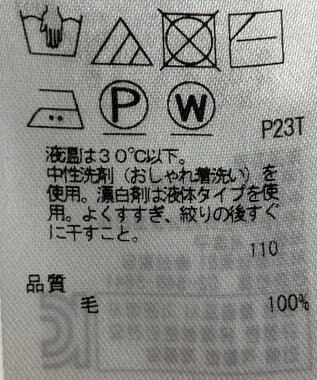 P W
P23T
液温は30℃以下。
中性洗剤（おしゃれ着洗い）を
使用。漂白剤は液体タイプを使
用。よくすすぎ、絞りの後すぐ
に干すこと。
110
品質
毛 100%